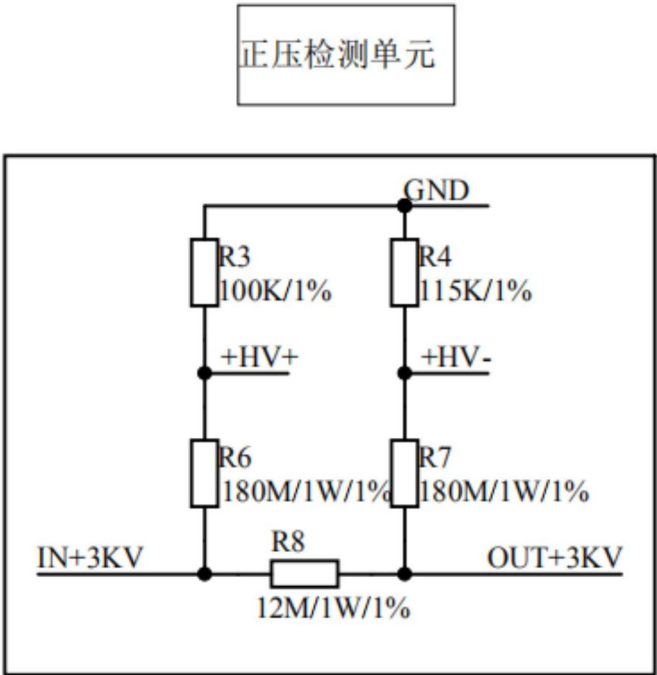 正压检测单元
GND
R3
100K/1%
R4
115K/1%
+HV+
+HV-
R6
180M/1W/1%
R7
180M/1W/1%
IN+3KV
R8
12M/1W/1%
OUT+3KV